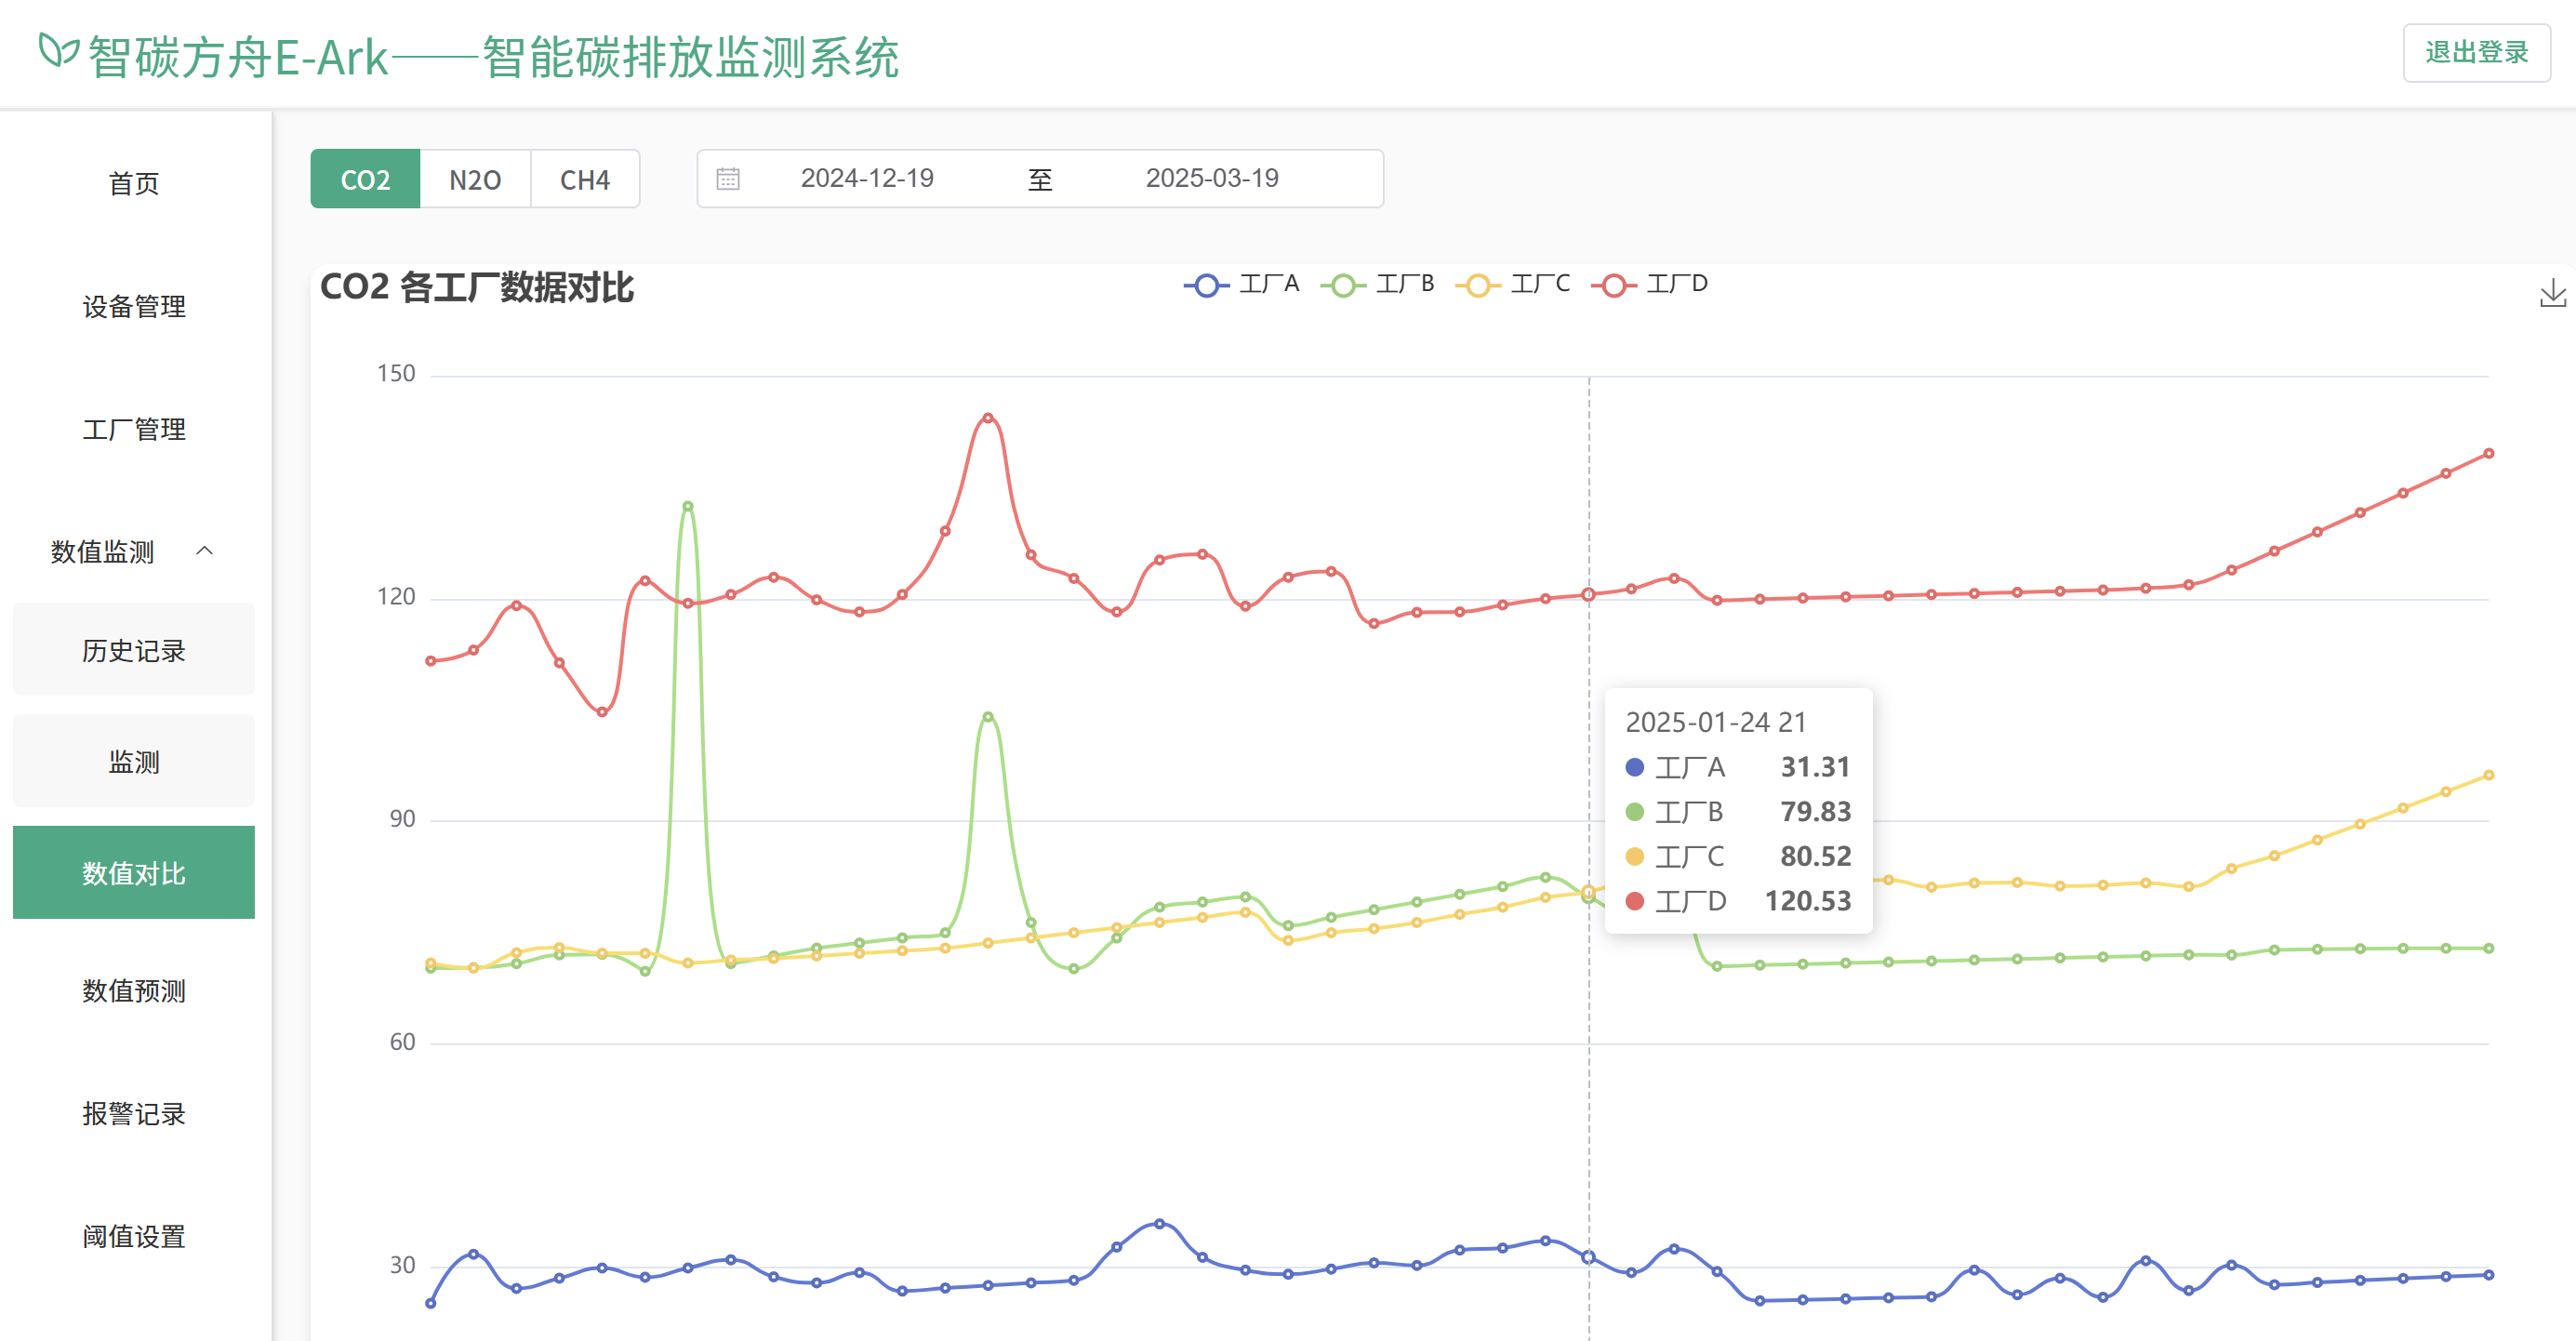 智碳方舟E-Ark——智能碳排放监测系统
退出登录
首页
设备管理
工厂管理
数值监测
历史记录
监测
数值对比
数值预测
报警记录
阈值设置
CO2 N2O CH4
2024-12-19 至 2025-03-19
CO2 各工厂数据对比
工厂A 工厂B 工厂C 工厂D
150
120
90
60
30
2025-01-24 21
工厂A 31.31
工厂B 79.83
工厂C 80.52
工厂D 120.53